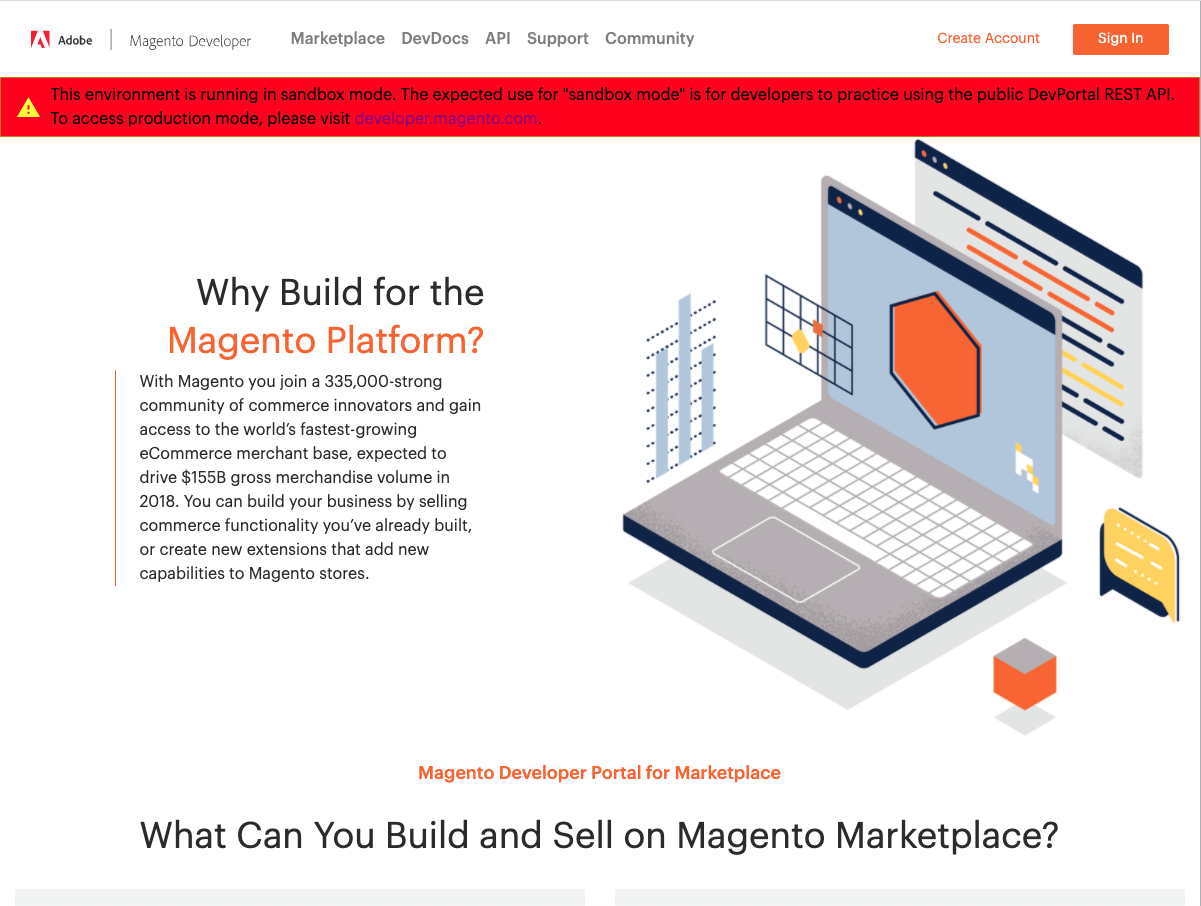 Adobe
Magento Developer
Marketplace
DevDocs
API
Support
Community
Create Account
Sign In
This environment is running in sandbox mode. The expected use for "sandbox mode" is for developers to practice using the public DevPortal REST API.
To access production mode, please visit developer.magento.com.
Why Build for the
Magento Platform?
With Magento you join a 335,000-strong
community of commerce innovators and gain
access to the world’s fastest-growing
eCommerce merchant base, expected to
drive $155B gross merchandise volume in
2018. You can build your business by selling
commerce functionality you’ve already built,
or create new extensions that add new
capabilities to Magento stores.
Magento Developer Portal for Marketplace
What Can You Build and Sell on Magento Marketplace?